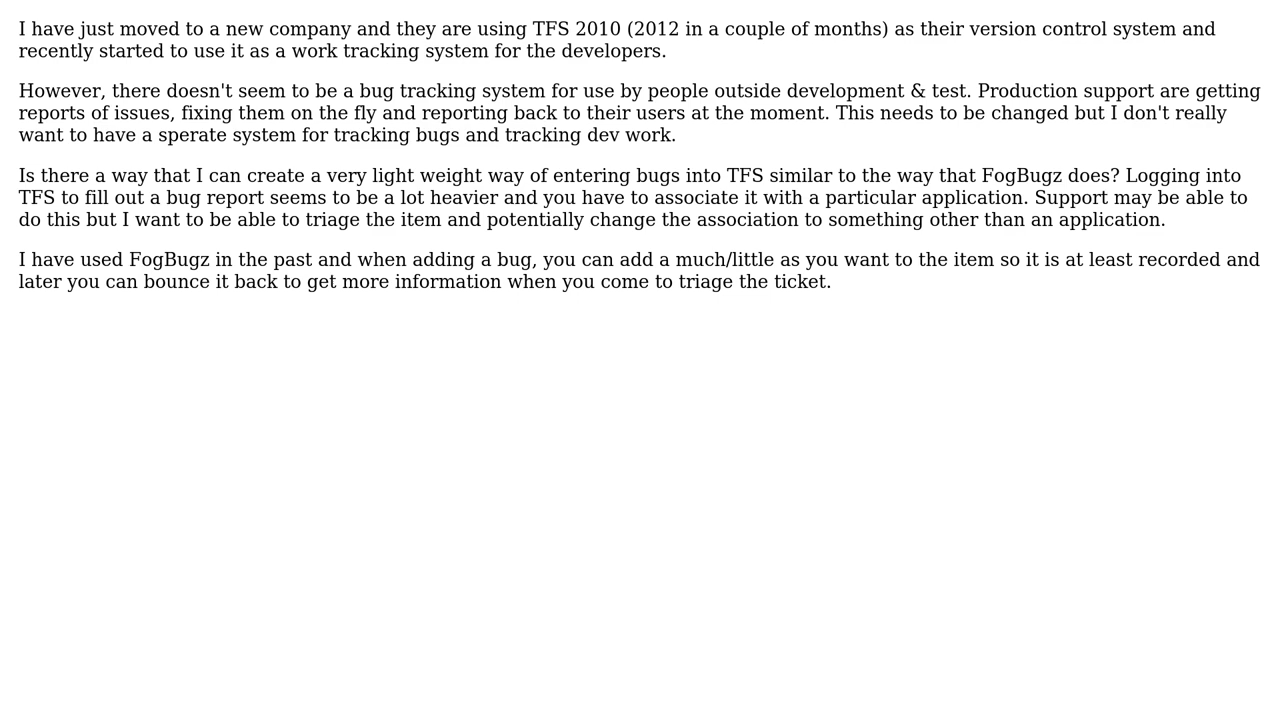 I have just moved to a new company and they are using TFS 2010 (2012 in a couple of months) as their version control system and
recently started to use it as a work tracking system for the developers.
However, there doesn't seem to be a bug tracking system for use by people outside development & test. Production support are getting
reports of issues, fixing them on the fly and reporting back to their users at the moment. This needs to be changed but I don't really
want to have a sperate system for tracking bugs and tracking dev work.
Is there a way that I can create a very light weight way of entering bugs into TFS similar to the way that FogBugz does? Logging into
TFS to fill out a bug report seems to be a lot heavier and you have to associate it with a particular application. Support may be able to
do this but I want to be able to triage the item and potentially change the association to something other than an application.
I have used FogBugz in the past and when adding a bug, you can add a much/little as you want to the item so it is at least recorded and
later you can bounce it back to get more information when you come to triage the ticket.